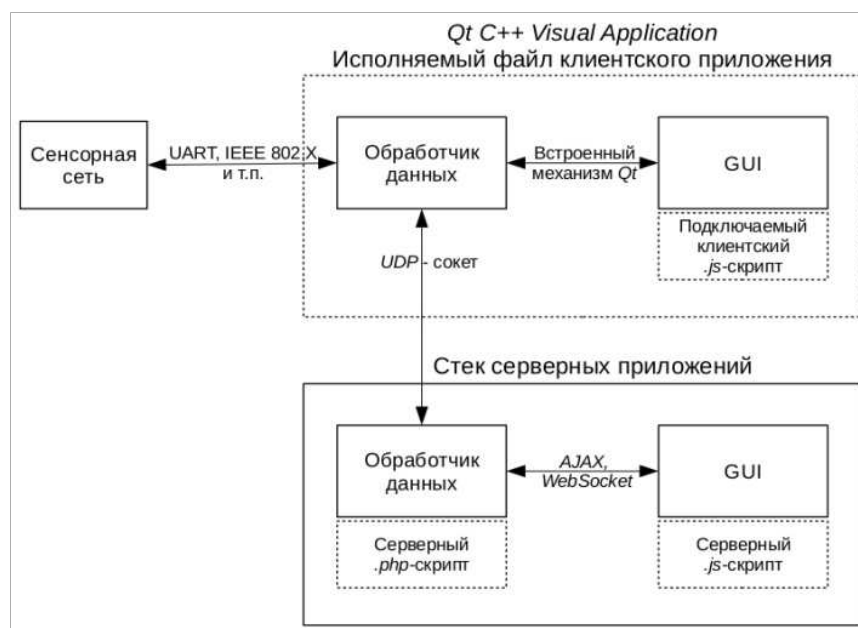 Qt C++ Visual Application
Исполняемый файл клиентского приложения
Сенсорная
сеть
UART, IEEE 802.X
и т.п.
Обработчик
данных
Встроенный
механизм Qt
GUI
Подключаемый
клиентский
.js-скрипт
UDP - сокет
Стек серверных приложений
Обработчик
данных
AJAX,
WebSocket
GUI
Серверный
.php-скрипт
Серверный
.js-скрипт